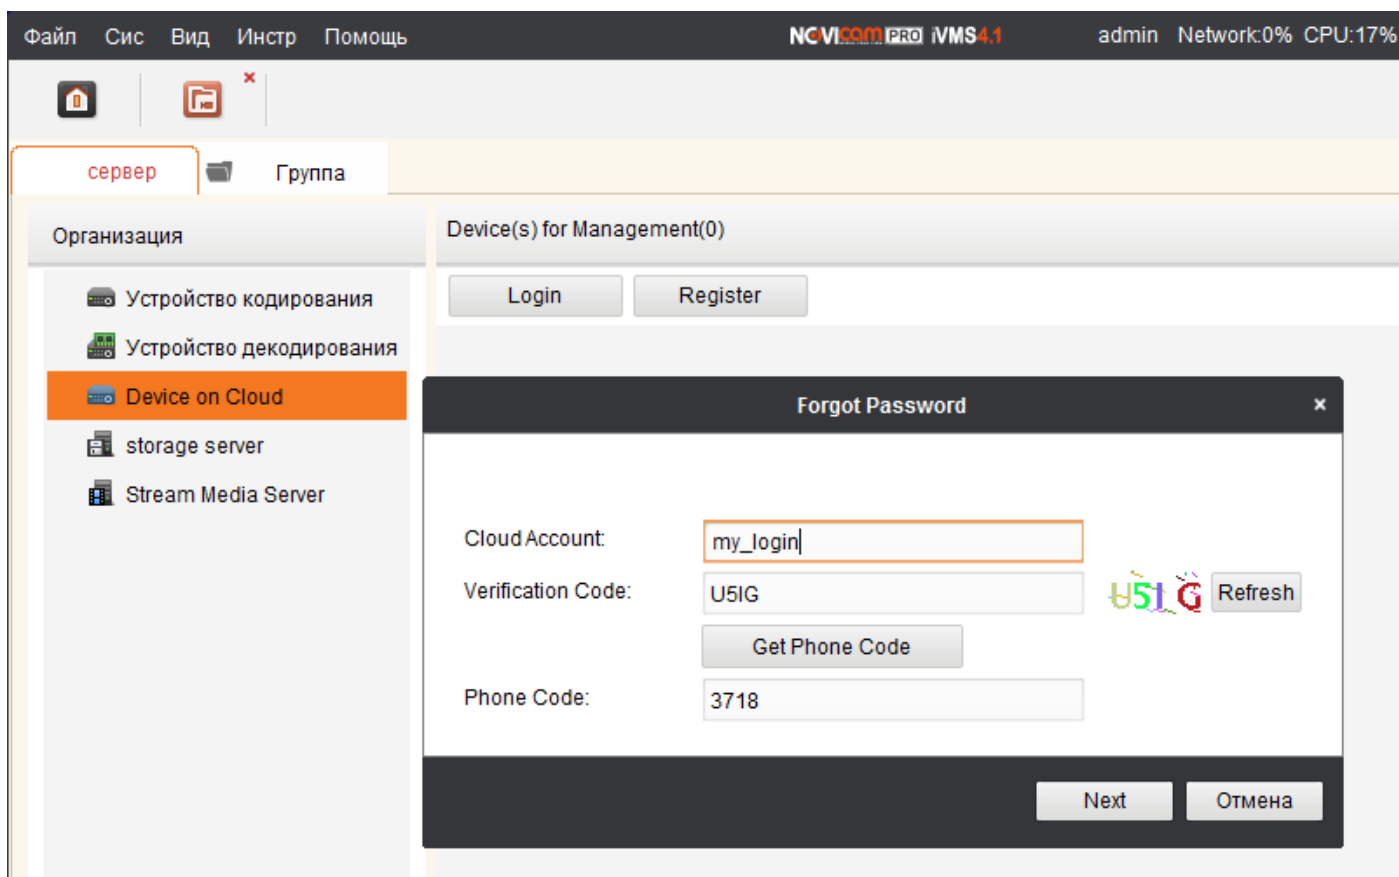 Файл Сис Вид Инстр Помощь NOVIcam PRO iVMS4.1 admin Network:0% CPU:17%
сервер Группа
Организация Device(s) for Management(0)
Login Register
Устройство кодирования
Устройство декодирования
Device on Cloud
storage server
Stream Media Server
Forgot Password
Cloud Account: my_login
Verification Code: U5IG U5IG Refresh
Get Phone Code
Phone Code: 3718
Next Отмена